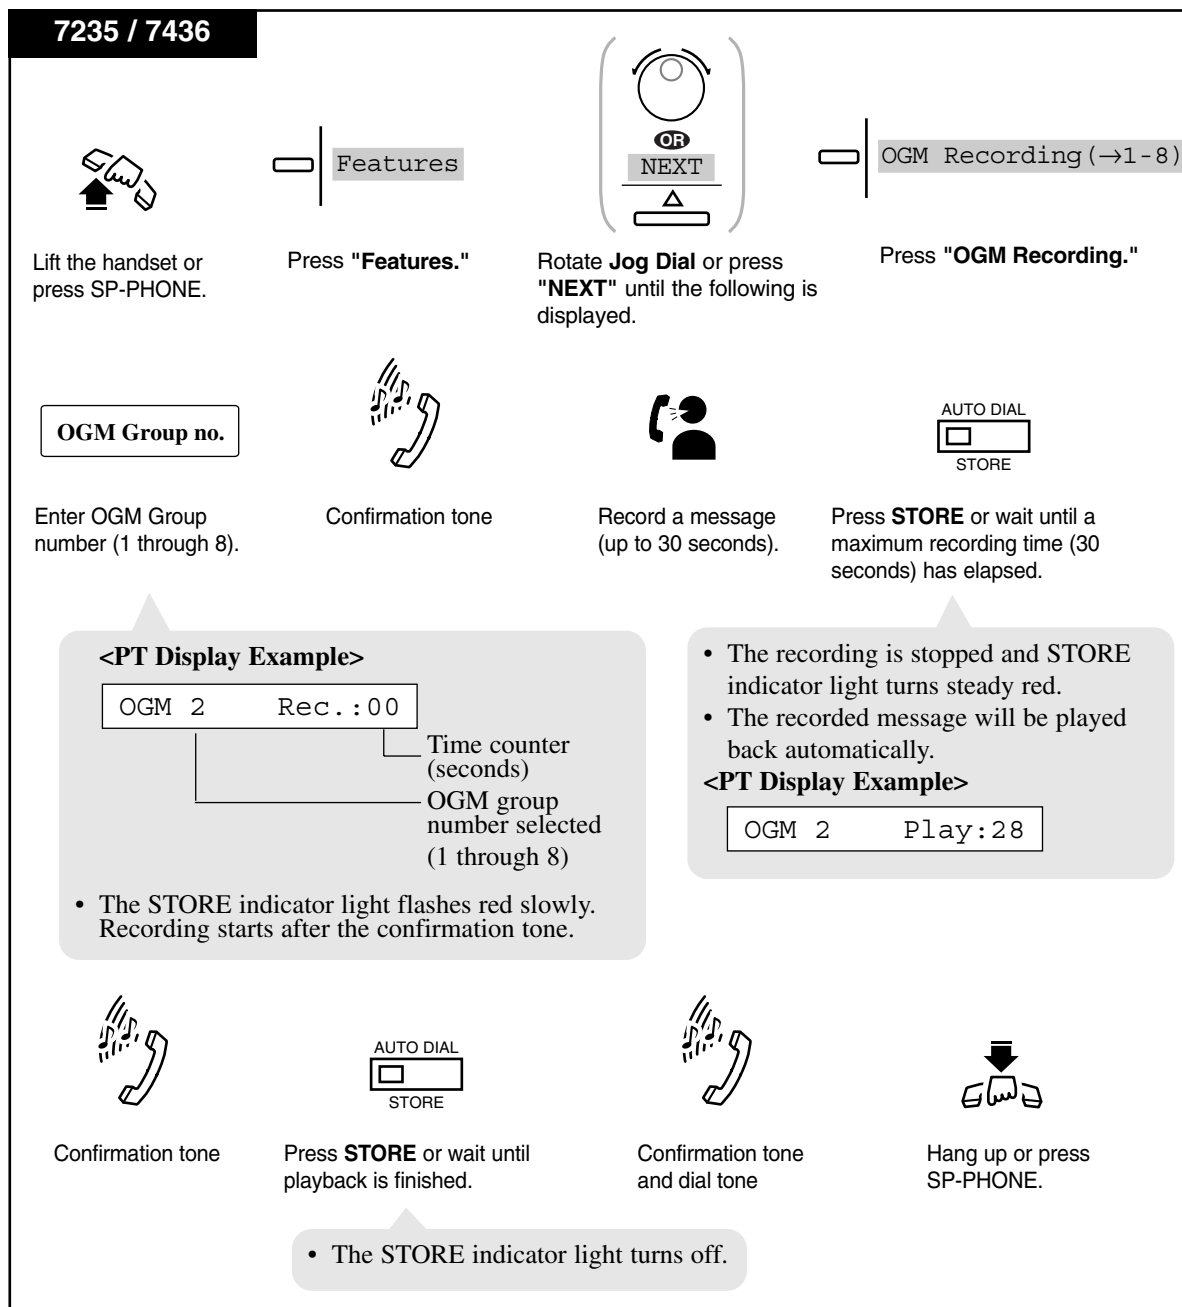 7235 / 7436
OR
Features
NEXT
OGM Recording(→1-8)
Lift the handset or
press SP-PHONE.
Press "Features."
Rotate Jog Dial or press
"NEXT" until the following is
displayed.
Press "OGM Recording."
OGM Group no.
AUTO DIAL
STORE
Enter OGM Group
number (1 through 8).
Confirmation tone
Record a message
(up to 30 seconds).
Press STORE or wait until a
maximum recording time (30
seconds) has elapsed.
<PT Display Example>
OGM 2 Rec.:00
Time counter
(seconds)
OGM group
number selected
(1 through 8)
• The STORE indicator light flashes red slowly.
Recording starts after the confirmation tone.
• The recording is stopped and STORE
indicator light turns steady red.
• The recorded message will be played
back automatically.
<PT Display Example>
OGM 2 Play:28
AUTO DIAL
STORE
Confirmation tone
Press STORE or wait until
playback is finished.
Confirmation tone
and dial tone
Hang up or press
SP-PHONE.
• The STORE indicator light turns off.